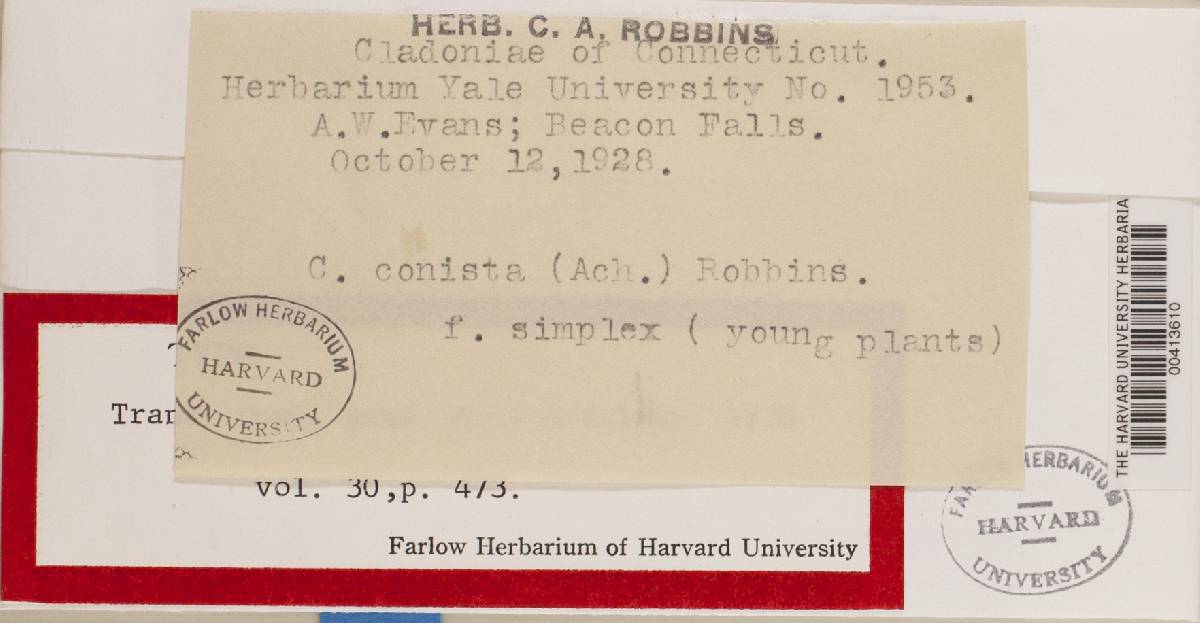 HERB. C. A. ROBBINS
Cladoniae of Connecticut.
Herbarium Yale University No. 1953.
A.W.Evans; Beacon Falls.
October 12,1928.
C. conista (Ach.) Robbins.
f. simplex ( young plants)
FARLOW HERBARIUM
HARVARD
UNIVERSITY
Tran
vol. 30,p. 473.
Farlow Herbarium of Harvard University
THE HARVARD UNIVERSITY HERBARIA
00413610
FAR HERBARIUM
HARVARD
UNIVERSITY